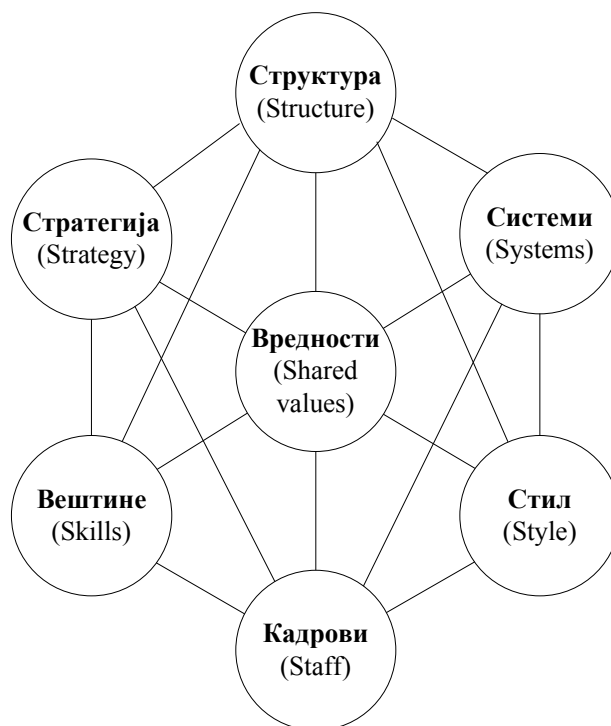 Структура
(Structure)
Стратегија
(Strategy)
Системи
(Systems)
Вредности
(Shared
values)
Вештине
(Skills)
Стил
(Style)
Кадрови
(Staff)